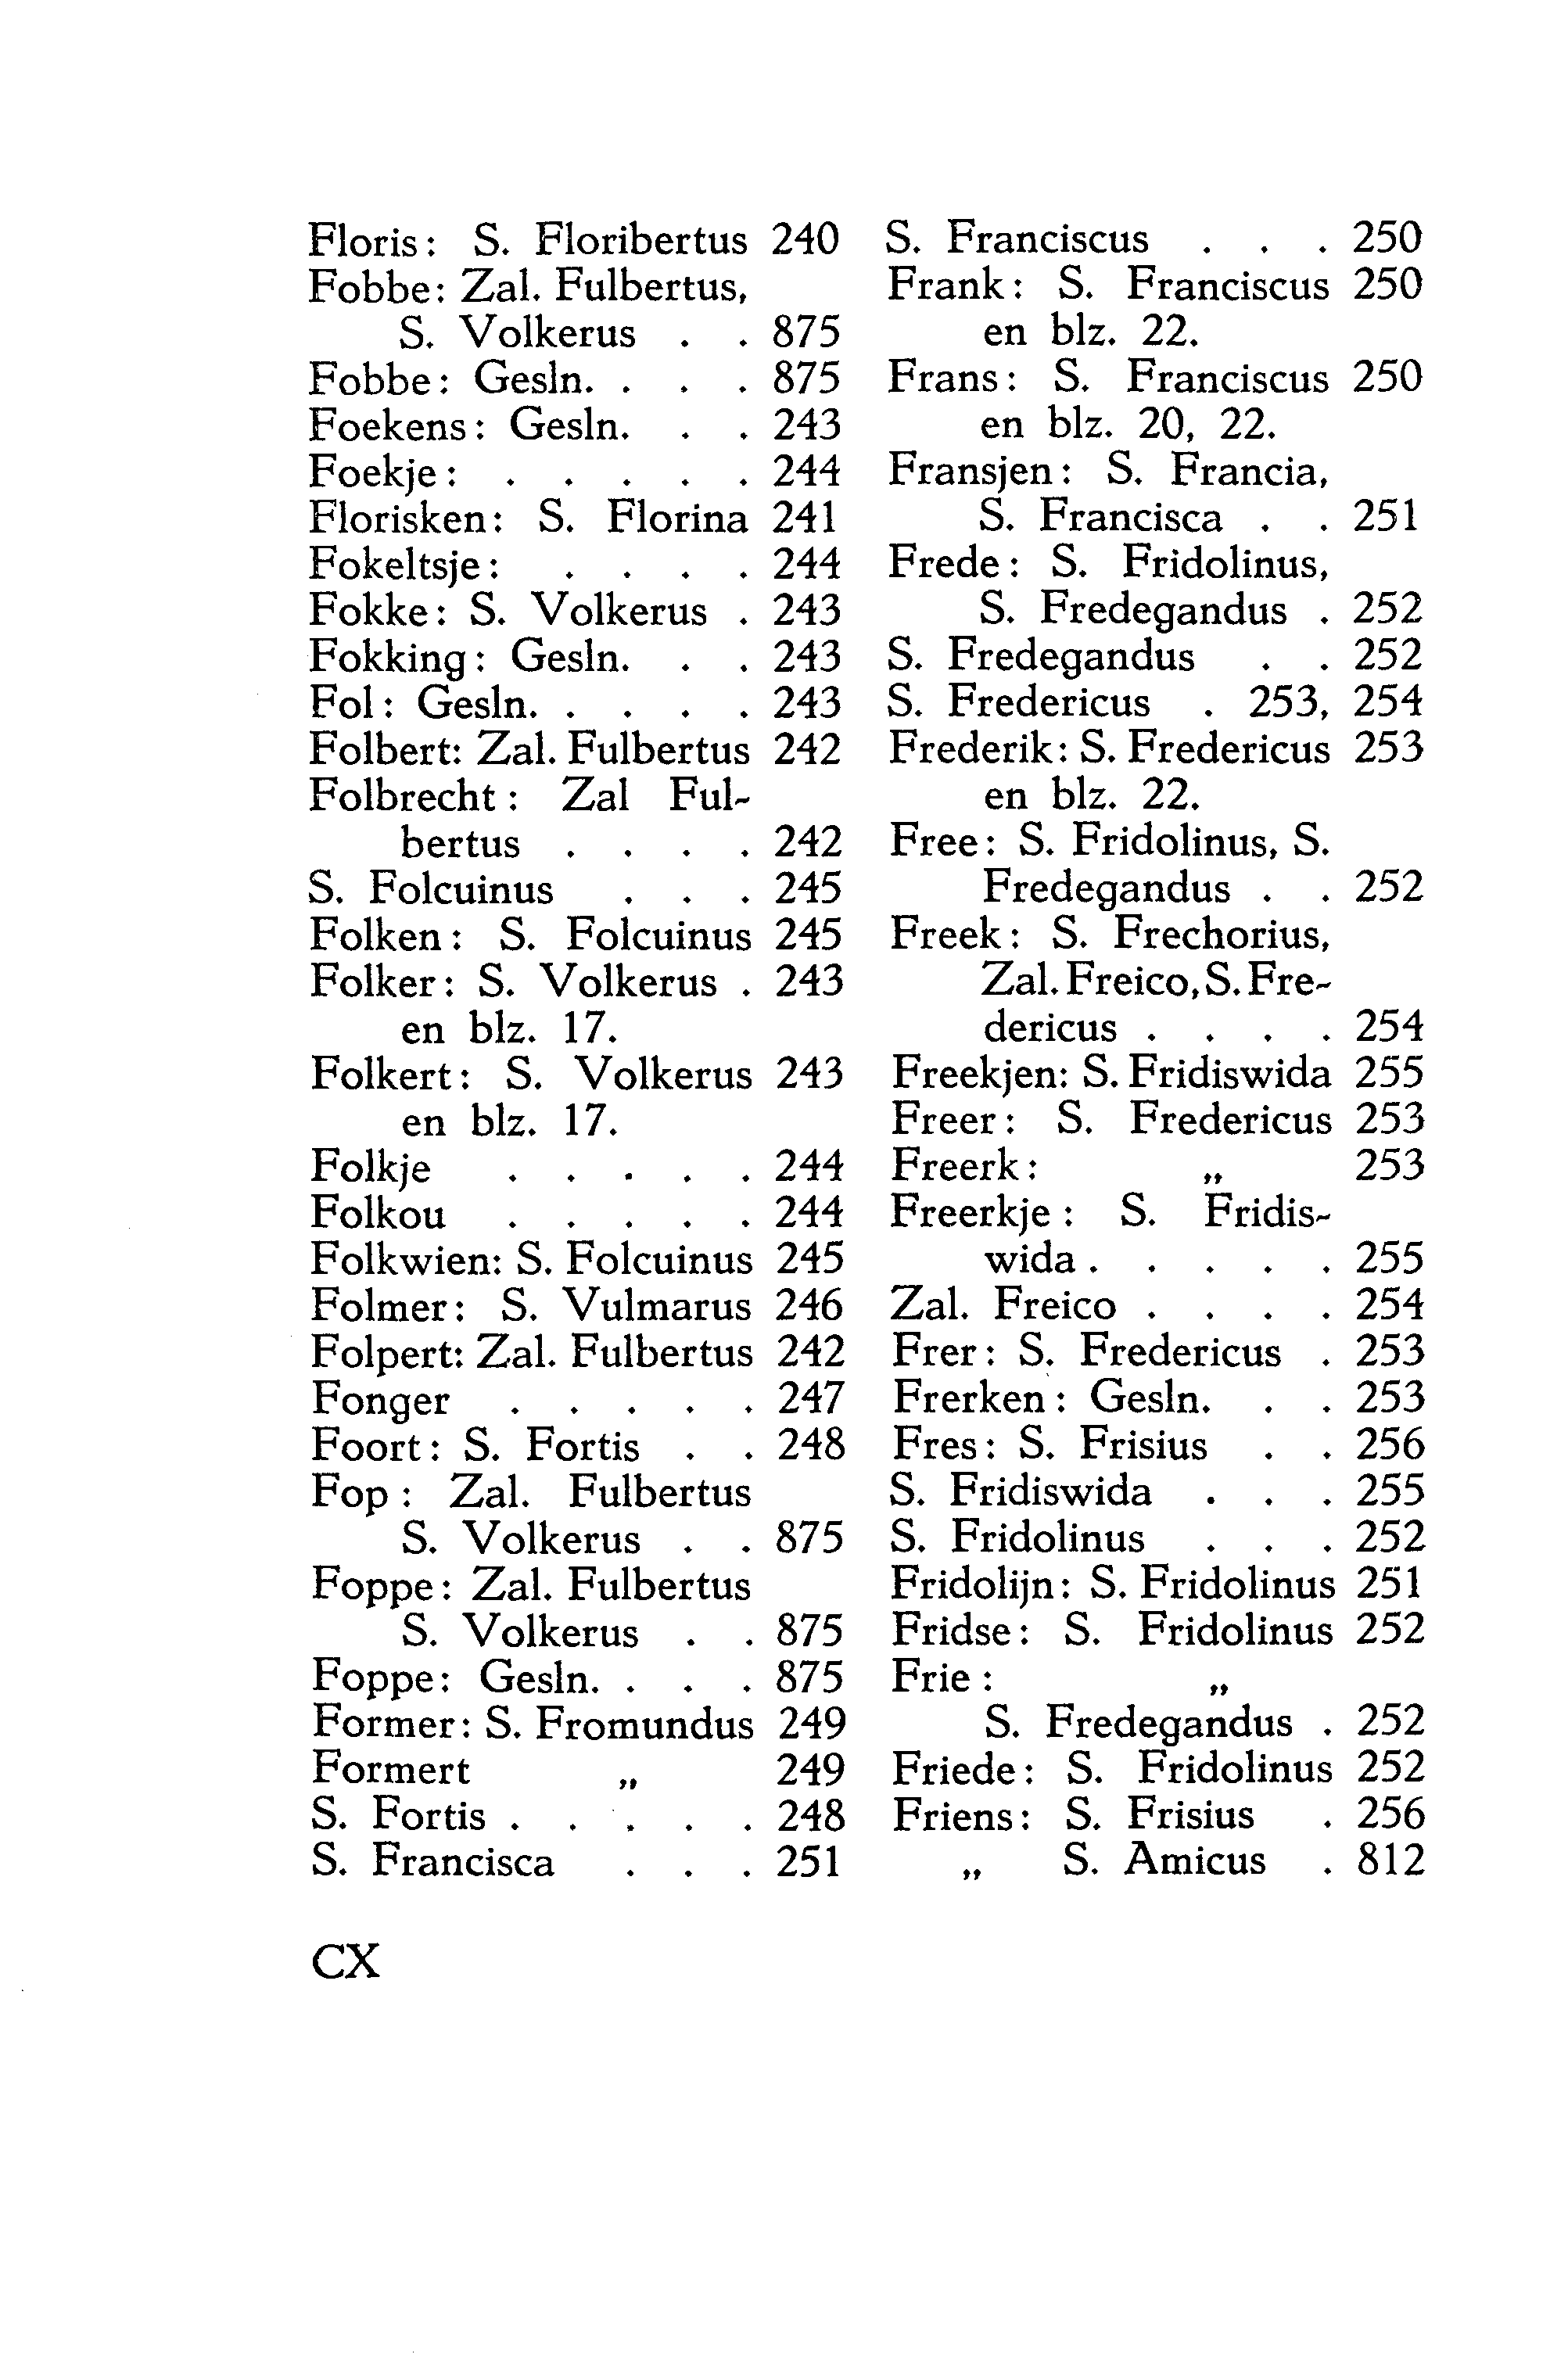 Floris: S. Floribertus 240
Fobbe: Zal. Fulbertus,
S. Volkerus . . 875
Fobbe: Gesln. . . . 875
Foekens: Gesln. . . 243
Foekje: . . . . . 244
Florisken: S. Florina 241
Fokeltsje: . . . . 244
Fokke: S. Volkerus . 243
Fokking: Gesln. . . 243
Fol: Gesln. . . . . 243
Folbert: Zal. Fulbertus 242
Folbrecht: Zal Ful-
bertus . . . . 242
S. Folcuinus . . . 245
Folken: S. Folcuinus 245
Folker: S. Volkerus . 243
en blz. 17.
Folkert: S. Volkerus 243
en blz. 17.
Folkje . . . . . 244
Folkou . . . . . 244
Folkwien: S. Folcuinus 245
Folmer: S. Vulmarus 246
Folpert: Zal. Fulbertus 242
Fonger . . . . . 247
Foort: S. Fortis . . 248
Fop: Zal. Fulbertus
S. Volkerus . . 875
Foppe: Zal. Fulbertus
S. Volkerus . . 875
Foppe: Gesln. . . . 875
Former: S. Fromundus 249
Formert „ 249
S. Fortis . . . . . 248
S. Francisca . . . 251
S. Franciscus . . . 250
Frank: S. Franciscus 250
en blz. 22.
Frans: S. Franciscus 250
en blz. 20, 22.
Fransjen: S. Francia,
S. Francisca . . 251
Frede: S. Fridolinus,
S. Fredegandus . 252
S. Fredegandus . . 252
S. Fredericus . 253, 254
Frederik: S. Fredericus 253
en blz. 22.
Free: S. Fridolinus, S.
Fredegandus . . 252
Freek: S. Frechorius,
Zal. Freico, S. Fre-
dericus . . . . 254
Freekjen: S. Fridiswida 255
Freer: S. Fredericus 253
Freerk: „ 253
Freerkje: S. Fridis-
wida . . . . . 255
Zal. Freico . . . . 254
Frer: S. Fredericus . 253
Frerken: Gesln. . . 253
Fres: S. Frisius . . 256
S. Fridiswida . . . 255
S. Fridolinus . . . 252
Fridolijn: S. Fridolinus 251
Fridse: S. Fridolinus 252
Frie: „
S. Fredegandus . 252
Friede: S. Fridolinus 252
Friens: S. Frisius . 256
„ S. Amicus . 812
CX